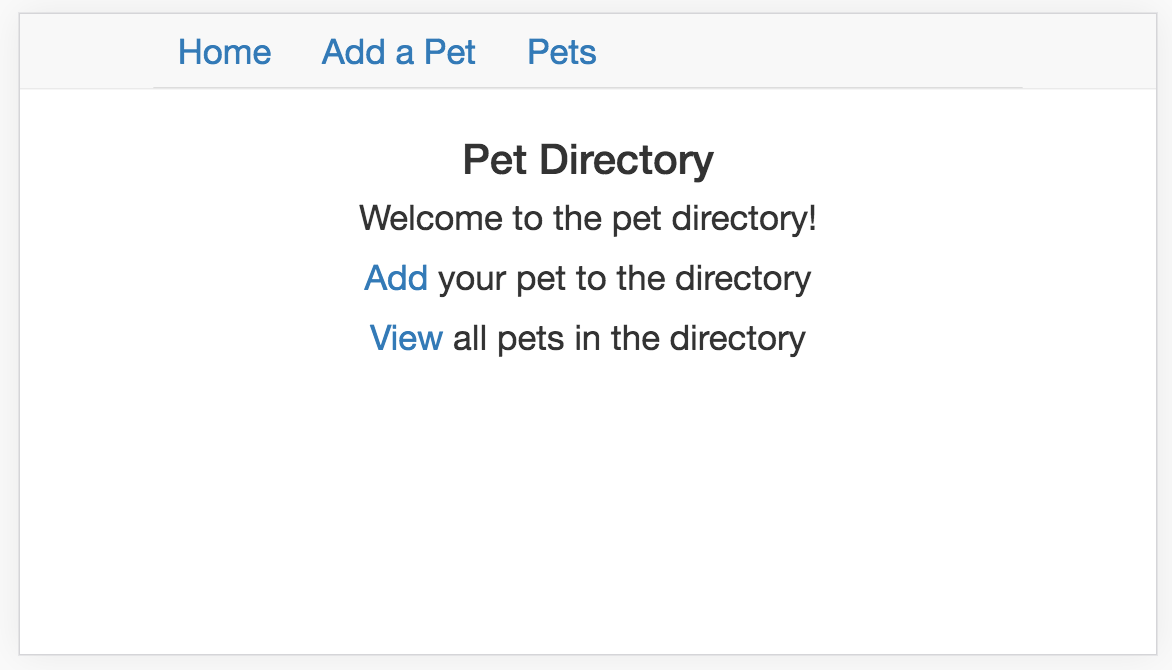 Home Add a Pet Pets
Pet Directory
Welcome to the pet directory!
Add your pet to the directory
View all pets in the directory